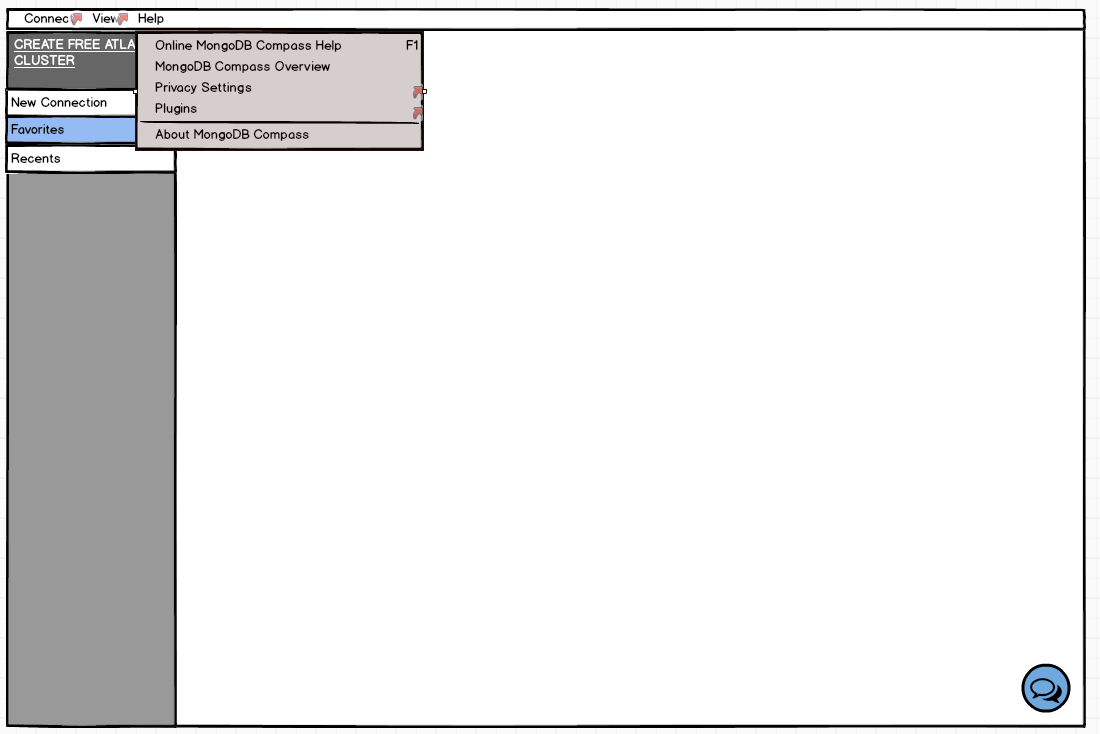 Connec View Help
CREATE FREE ATLA
CLUSTER
Online MongoDB Compass Help F1
MongoDB Compass Overview
Privacy Settings
Plugins
About MongoDB Compass
New Connection
Favorites
Recents